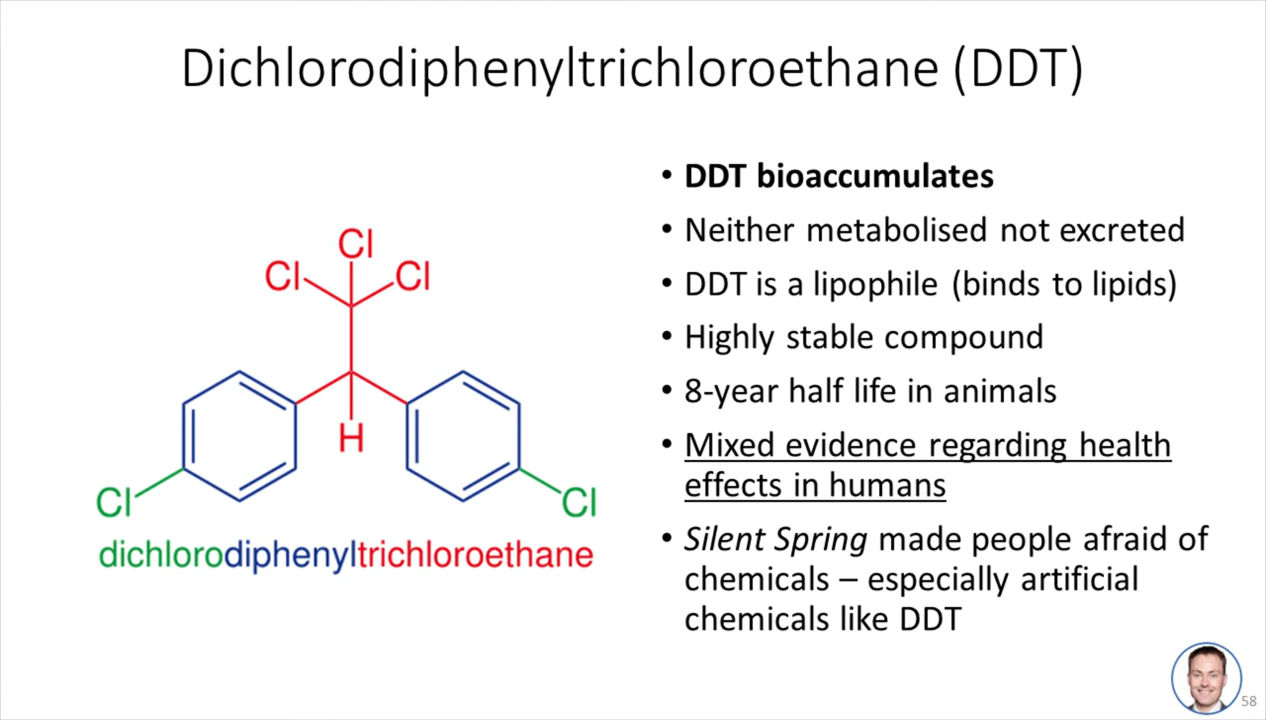 Dichlorodiphenyltrichloroethane (DDT)
Cl
Cl
Cl
H
Cl
Cl
dichlorodiphenyltrichloroethane
• DDT bioaccumulates
• Neither metabolised not excreted
• DDT is a lipophile (binds to lipids)
• Highly stable compound
• 8-year half life in animals
• Mixed evidence regarding health
effects in humans
• Silent Spring made people afraid of
chemicals – especially artificial
chemicals like DDT
58